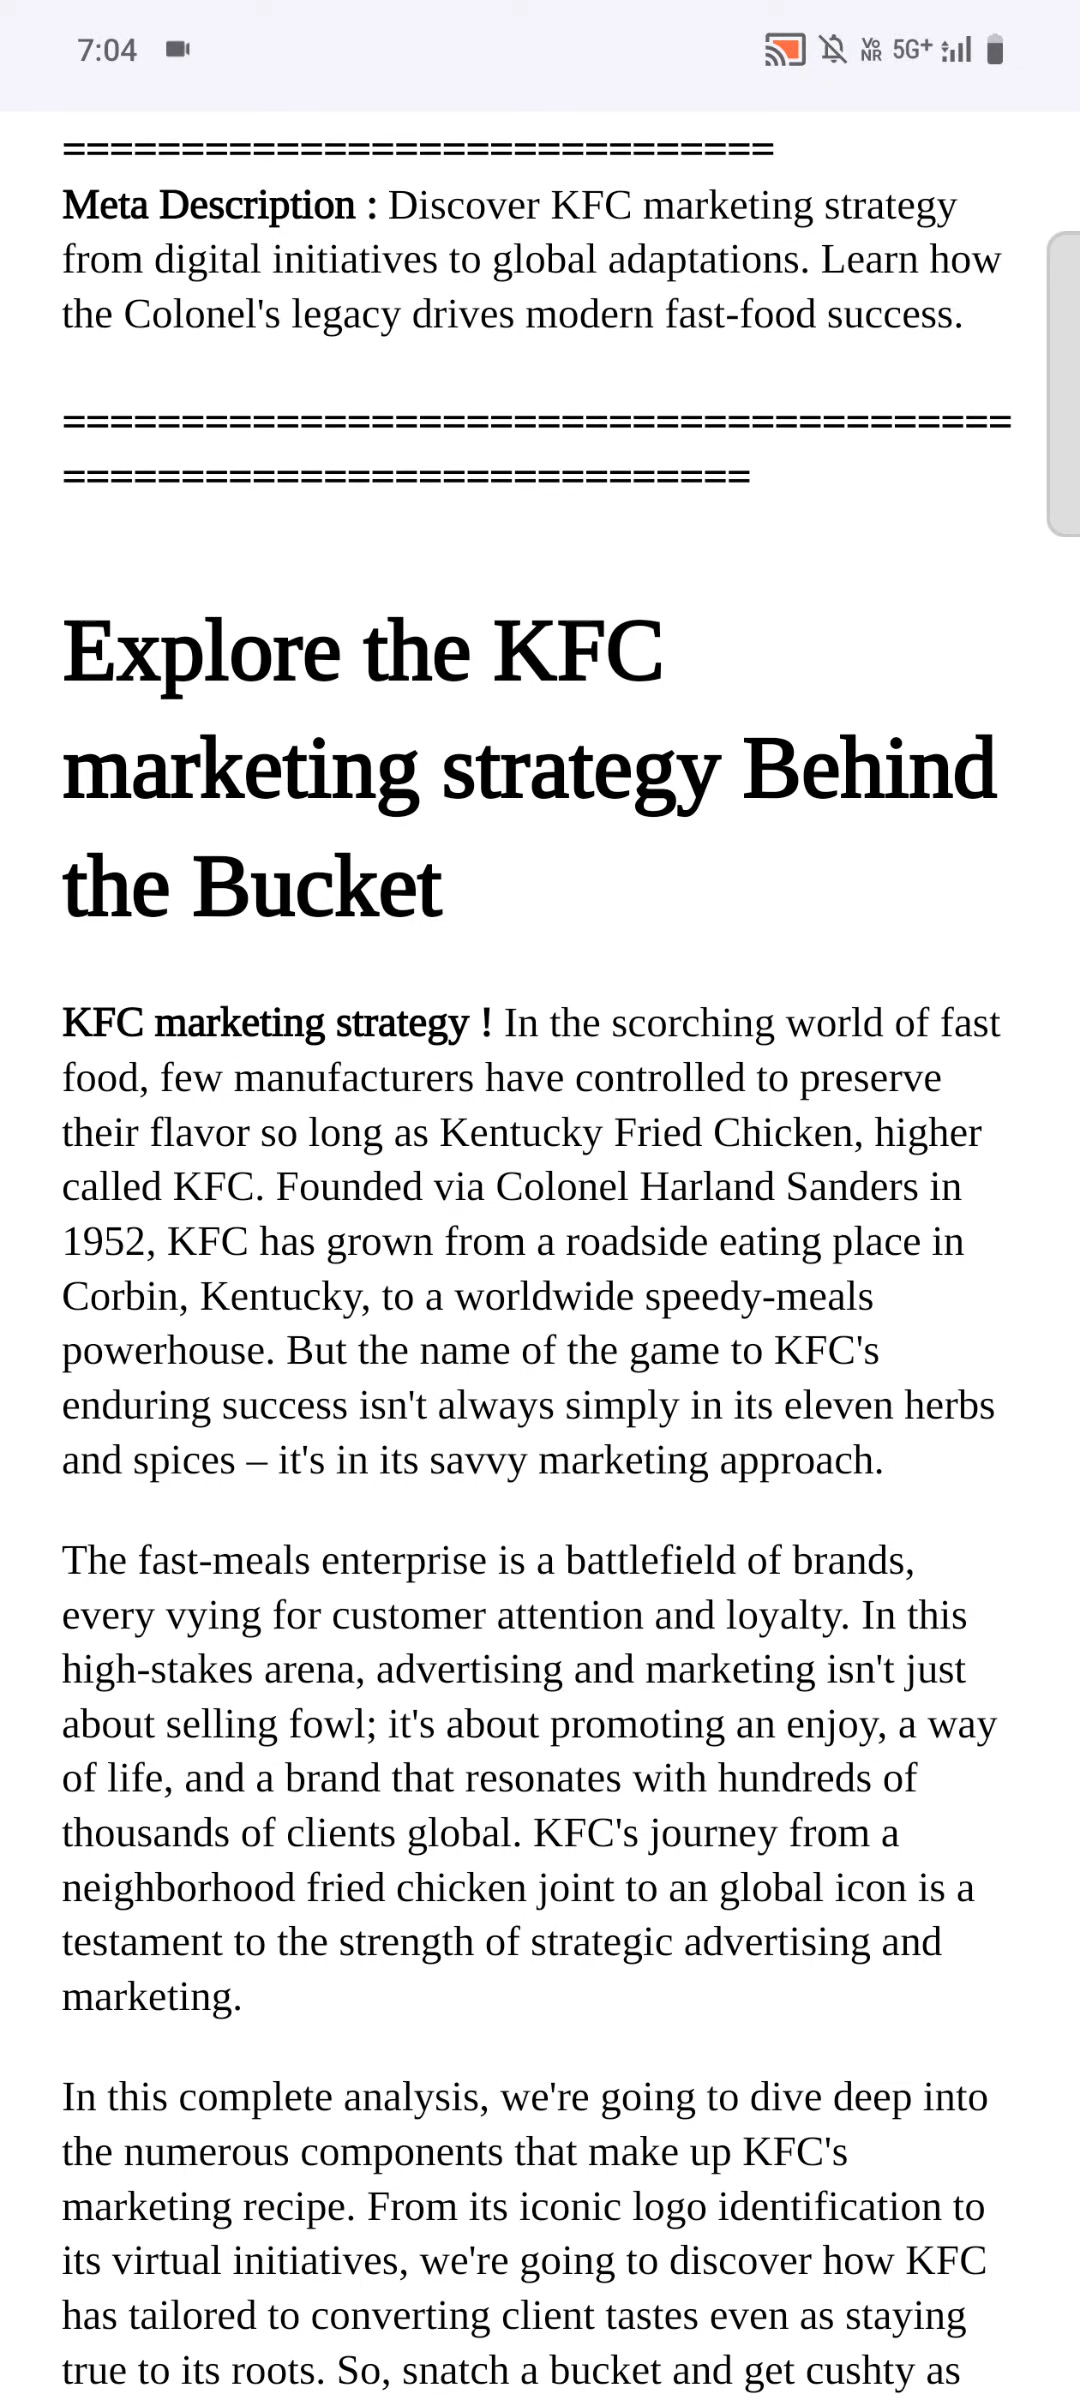 7:04
Vo NR 5G+
==============================
Meta Description : Discover KFC marketing strategy
from digital initiatives to global adaptations. Learn how
the Colonel's legacy drives modern fast-food success.
========================================
=============================
Explore the KFC
marketing strategy Behind
the Bucket
KFC marketing strategy ! In the scorching world of fast
food, few manufacturers have controlled to preserve
their flavor so long as Kentucky Fried Chicken, higher
called KFC. Founded via Colonel Harland Sanders in
1952, KFC has grown from a roadside eating place in
Corbin, Kentucky, to a worldwide speedy-meals
powerhouse. But the name of the game to KFC's
enduring success isn't always simply in its eleven herbs
and spices – it's in its savvy marketing approach.
The fast-meals enterprise is a battlefield of brands,
every vying for customer attention and loyalty. In this
high-stakes arena, advertising and marketing isn't just
about selling fowl; it's about promoting an enjoy, a way
of life, and a brand that resonates with hundreds of
thousands of clients global. KFC's journey from a
neighborhood fried chicken joint to an global icon is a
testament to the strength of strategic advertising and
marketing.
In this complete analysis, we're going to dive deep into
the numerous components that make up KFC's
marketing recipe. From its iconic logo identification to
its virtual initiatives, we're going to discover how KFC
has tailored to converting client tastes even as staying
true to its roots. So, snatch a bucket and get cushty as